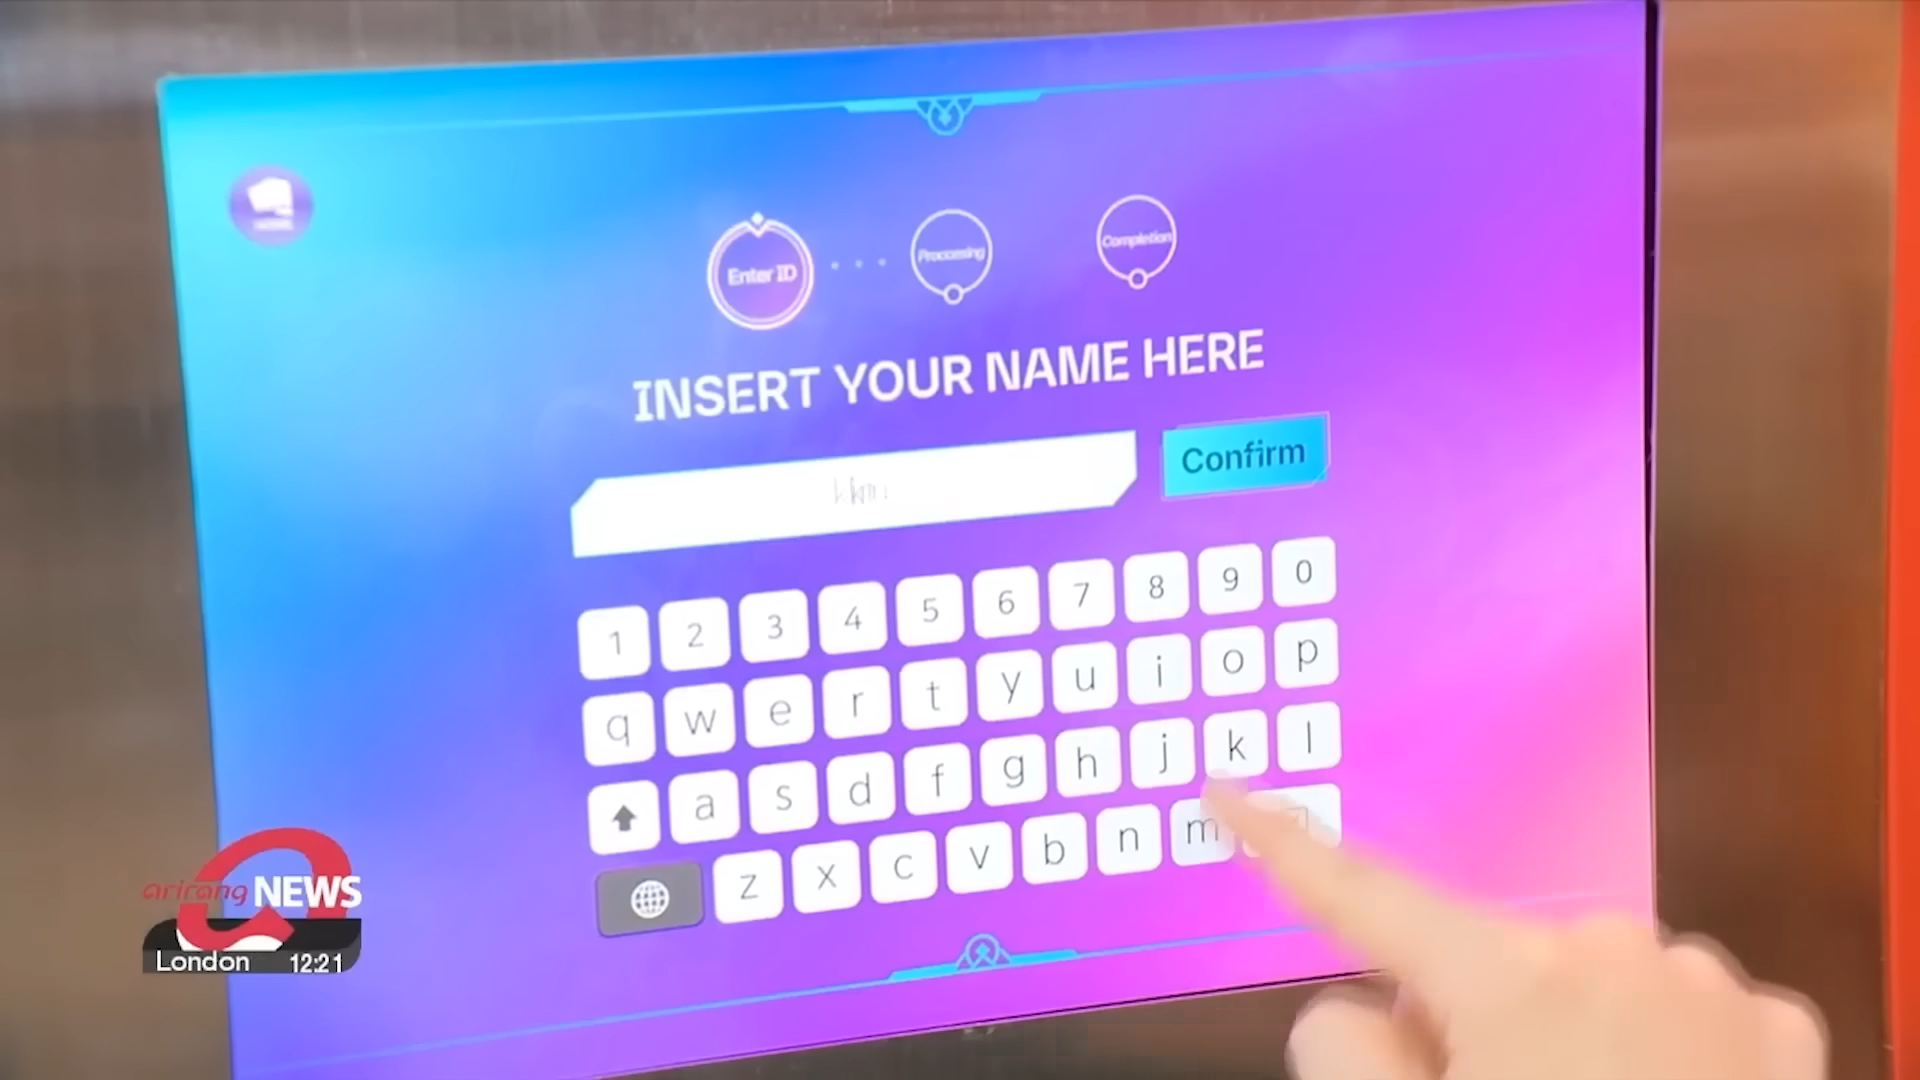 Enter ID
Processing
Completion
INSERT YOUR NAME HERE
Confirm
1 2 3 4 5 6 7 8 9 0
q w e r t y u i o p
a s d f g h j k l
z x c v b n m
arirang NEWS
London 12:21